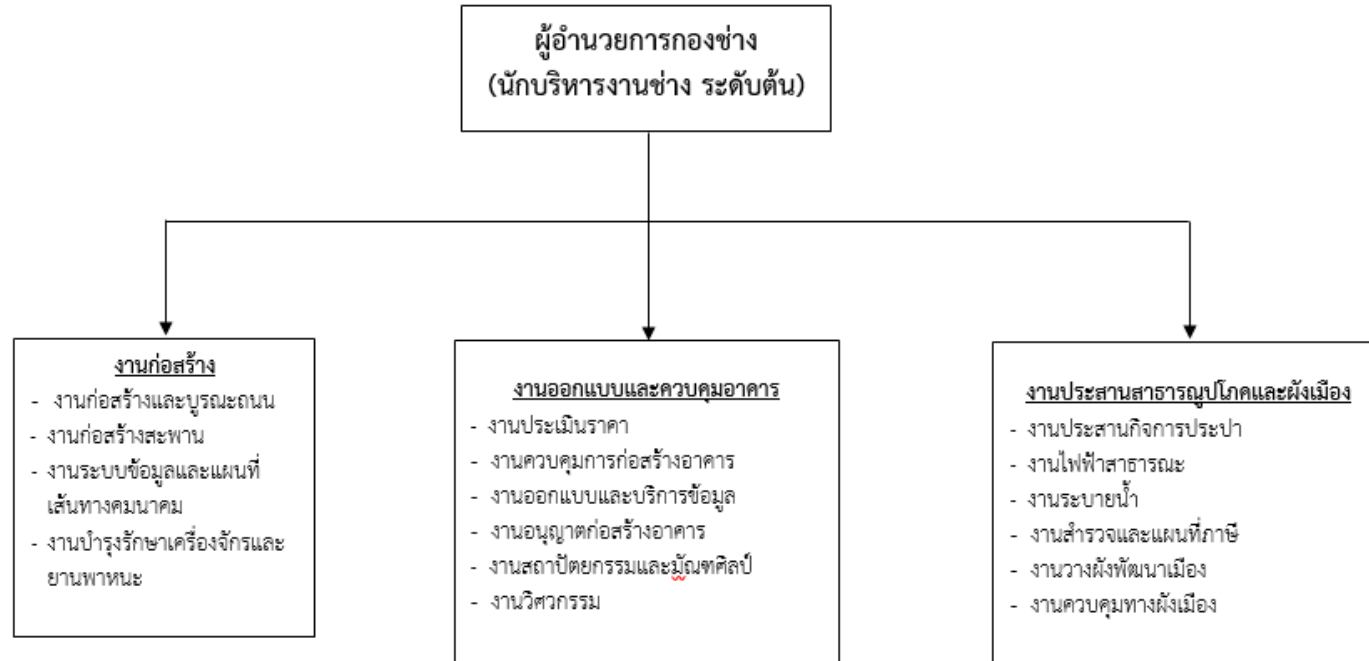 ผู้อำนวยการกองช่าง
(นักบริหารงานช่าง ระดับต้น)
งานก่อสร้าง
- งานก่อสร้างและบูรณะถนน
- งานก่อสร้างสะพาน
- งานระบบข้อมูลและแผนที่
เส้นทางคมนาคม
- งานบำรุงรักษาเครื่องจักรและ
ยานพาหนะ
งานออกแบบและควบคุมอาคาร
- งานประเมินราคา
- งานควบคุมการก่อสร้างอาคาร
- งานออกแบบและบริการข้อมูล
- งานอนุญาตก่อสร้างอาคาร
- งานสถาปัตยกรรมและมัณฑศิลป์
- งานวิศวกรรม
งานประสานสาธารณูปโภคและผังเมือง
- งานประสานกิจการประปา
- งานไฟฟ้าสาธารณะ
- งานระบายน้ำ
- งานสำรวจและแผนที่ภาษี
- งานวางผังพัฒนาเมือง
- งานควบคุมทางผังเมือง